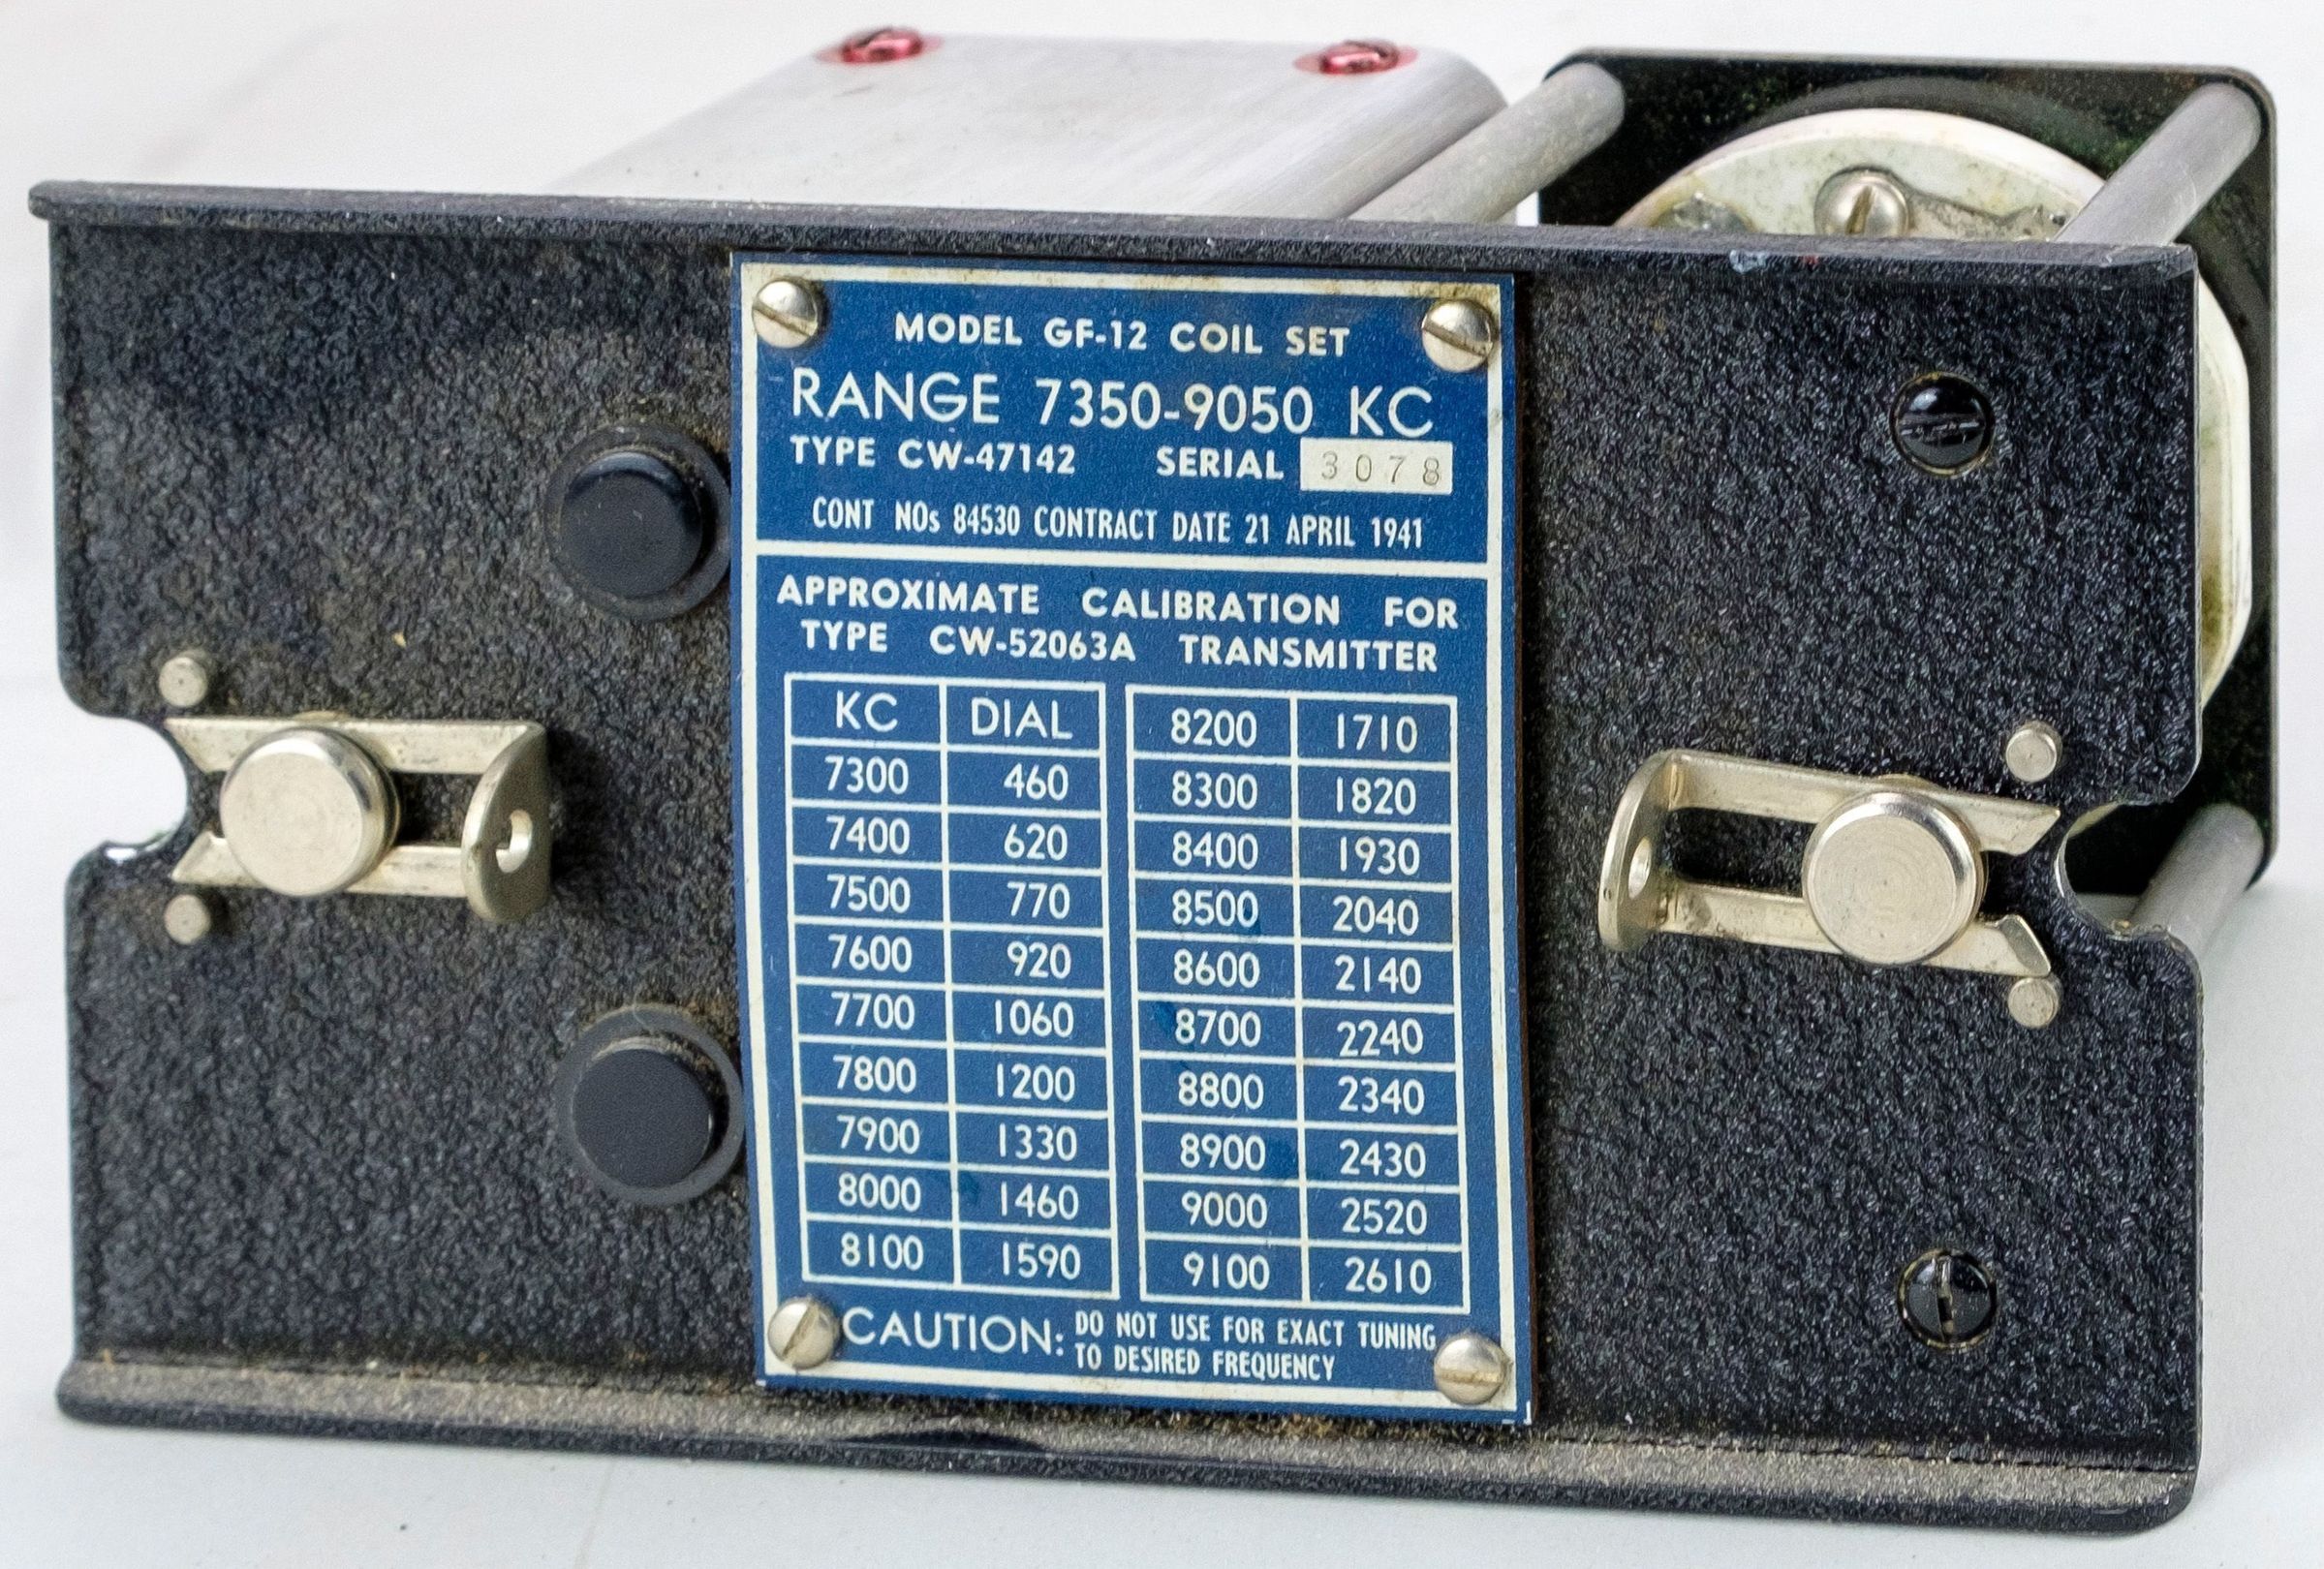 MODEL GF-12 COIL SET
RANGE 7350-9050 KC
TYPE CW-47142 SERIAL 3078
CONT NOs 84530 CONTRACT DATE 21 APRIL 1941
APPROXIMATE CALIBRATION FOR
TYPE CW-52063A TRANSMITTER
KC DIAL
7300 460
7400 620
7500 770
7600 920
7700 1060
7800 1200
7900 1330
8000 1460
8100 1590
8200 1710
8300 1820
8400 1930
8500 2040
8600 2140
8700 2240
8800 2340
8900 2430
9000 2520
9100 2610
CAUTION: DO NOT USE FOR EXACT TUNING
TO DESIRED FREQUENCY